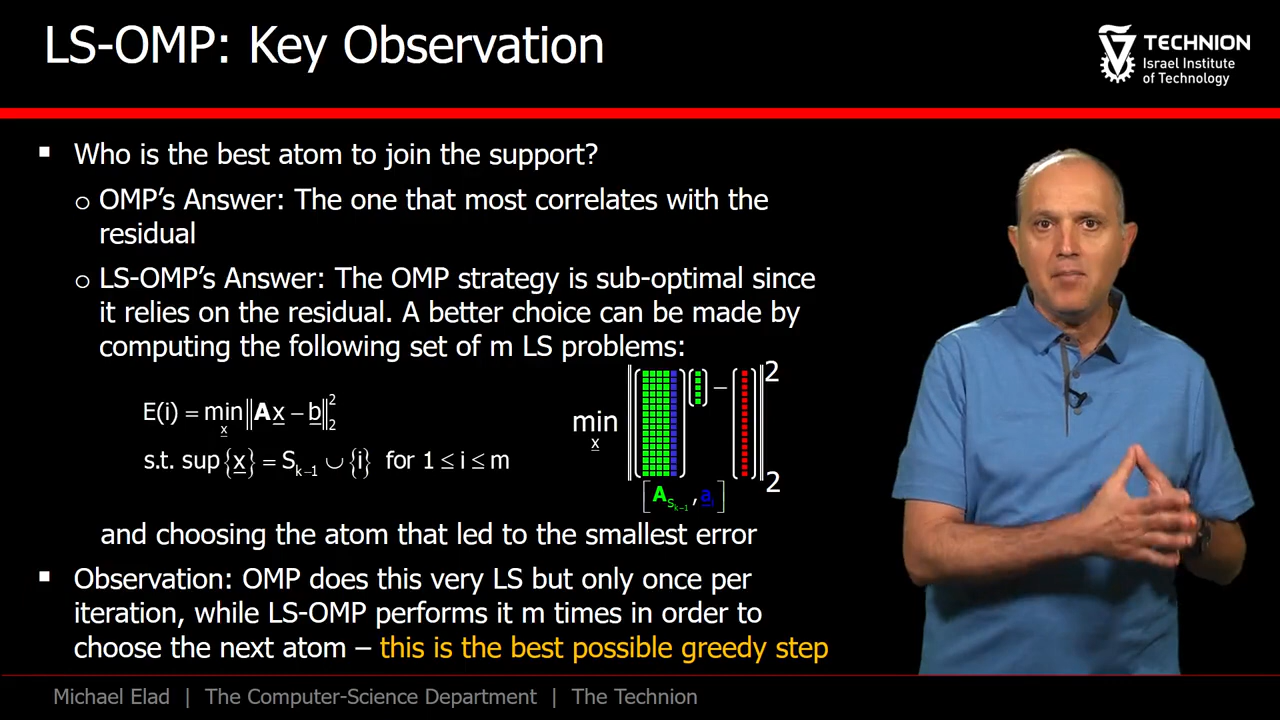 LS-OMP: Key Observation
TECHNION
Israel Institute
of Technology
▪ Who is the best atom to join the support?
o OMP's Answer: The one that most correlates with the
residual
o LS-OMP's Answer: The OMP strategy is sub-optimal since
it relies on the residual. A better choice can be made by
computing the following set of m LS problems:
E(i) = min_x ‖Ax − b‖₂²
s.t. sup{x} = S_{k−1} ∪ {i} for 1 ≤ i ≤ m
min_x ‖ − ‖₂²
[A_{S_{k−1}}, a_i]
and choosing the atom that led to the smallest error
▪ Observation: OMP does this very LS but only once per
iteration, while LS-OMP performs it m times in order to
choose the next atom – this is the best possible greedy step
Michael Elad | The Computer-Science Department | The Technion